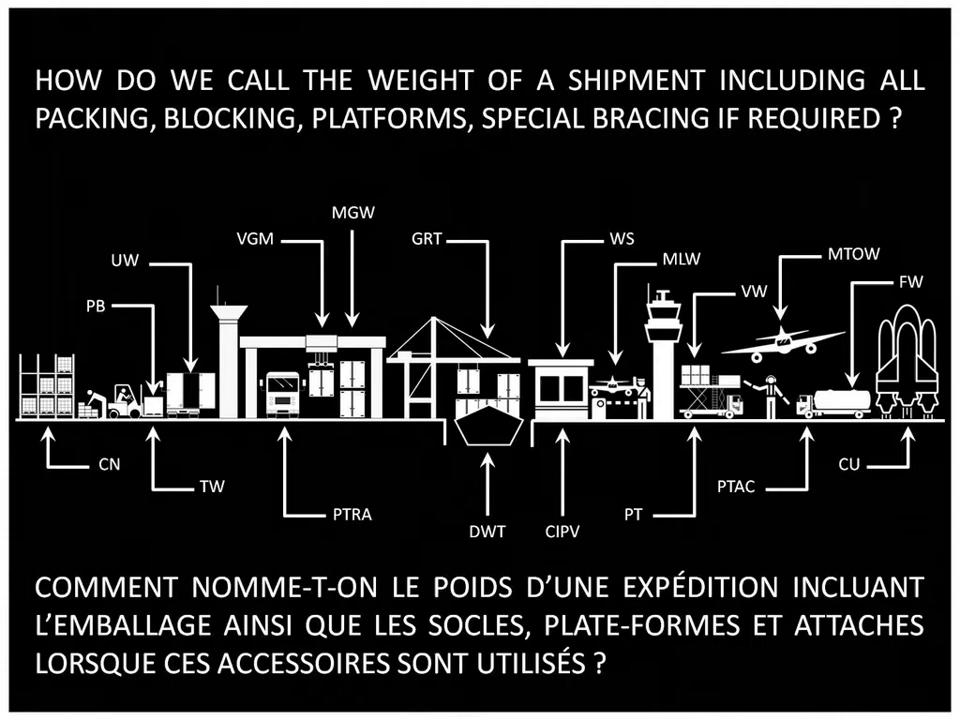 HOW DO WE CALL THE WEIGHT OF A SHIPMENT INCLUDING ALL
PACKING, BLOCKING, PLATFORMS, SPECIAL BRACING IF REQUIRED ?
MGW
VGM
GRT
WS
UW
MLW
MTOW
PB
VW
FW
CN
TW
PTRA
DWT
CIPV
PT
PTAC
CU
COMMENT NOMME-T-ON LE POIDS D’UNE EXPÉDITION INCLUANT
L’EMBALLAGE AINSI QUE LES SOCLES, PLATE-FORMES ET ATTACHES
LORSQUE CES ACCESSOIRES SONT UTILISÉS ?